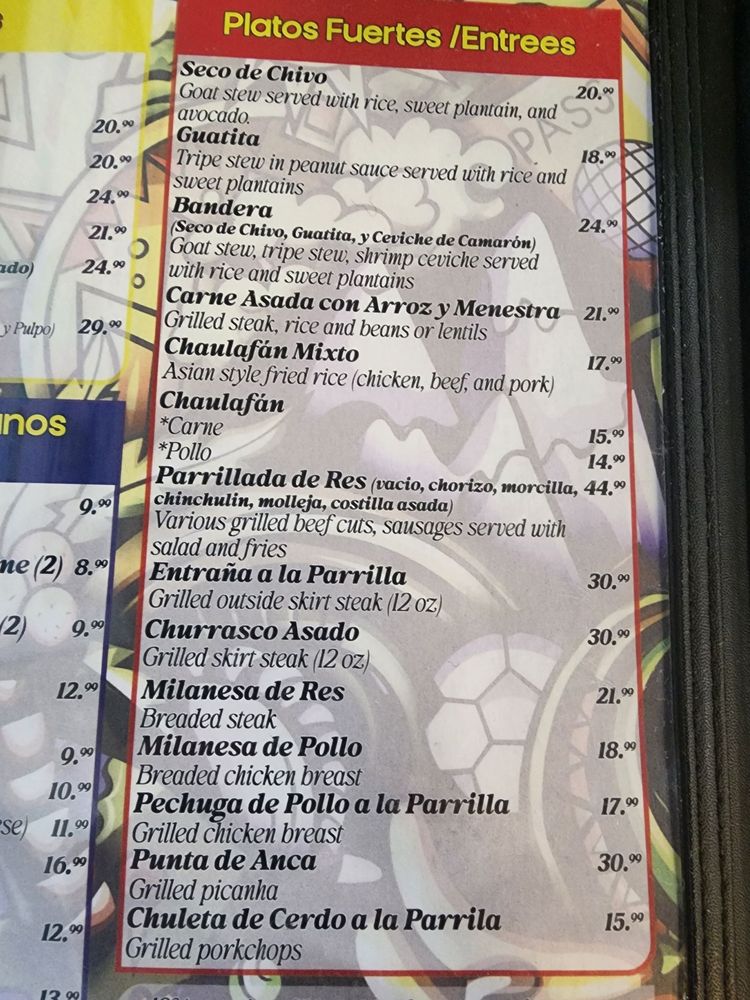 Platos Fuertes /Entrees
Seco de Chivo 20.99
Goat stew served with rice, sweet plantain, and
avocado.
Guatita 18.99
Tripe stew in peanut sauce served with rice and
sweet plantains
Bandera 24.99
(Seco de Chivo, Guatita, y Ceviche de Camarón)
Goat stew, tripe stew, shrimp ceviche served
with rice and sweet plantains
Carne Asada con Arroz y Menestra 21.99
Grilled steak, rice and beans or lentils
Chaulafán Mixto 17.99
Asian style fried rice (chicken, beef, and pork)
Chaulafán
*Carne 15.99
*Pollo 14.99
Parrillada de Res (vacio, chorizo, morcilla, 44.99
chinchulin, molleja, costilla asada)
Various grilled beef cuts, sausages served with
salad and fries
Entraña a la Parrilla 30.99
Grilled outside skirt steak (12 oz)
Churrasco Asado 30.99
Grilled skirt steak (12 oz)
Milanesa de Res 21.99
Breaded steak
Milanesa de Pollo 18.99
Breaded chicken breast
Pechuga de Pollo a la Parrilla 17.99
Grilled chicken breast
Punta de Anca 30.99
Grilled picanha
Chuleta de Cerdo a la Parrila 15.99
Grilled porkchops
PASS
20.99
20.99
24.99
21.99
24.99
y Pulpo) 29.99
9.99
(2) 8.99
(2) 9.99
12.99
9.99
10.99
11.99
16.99
12.99
13.99